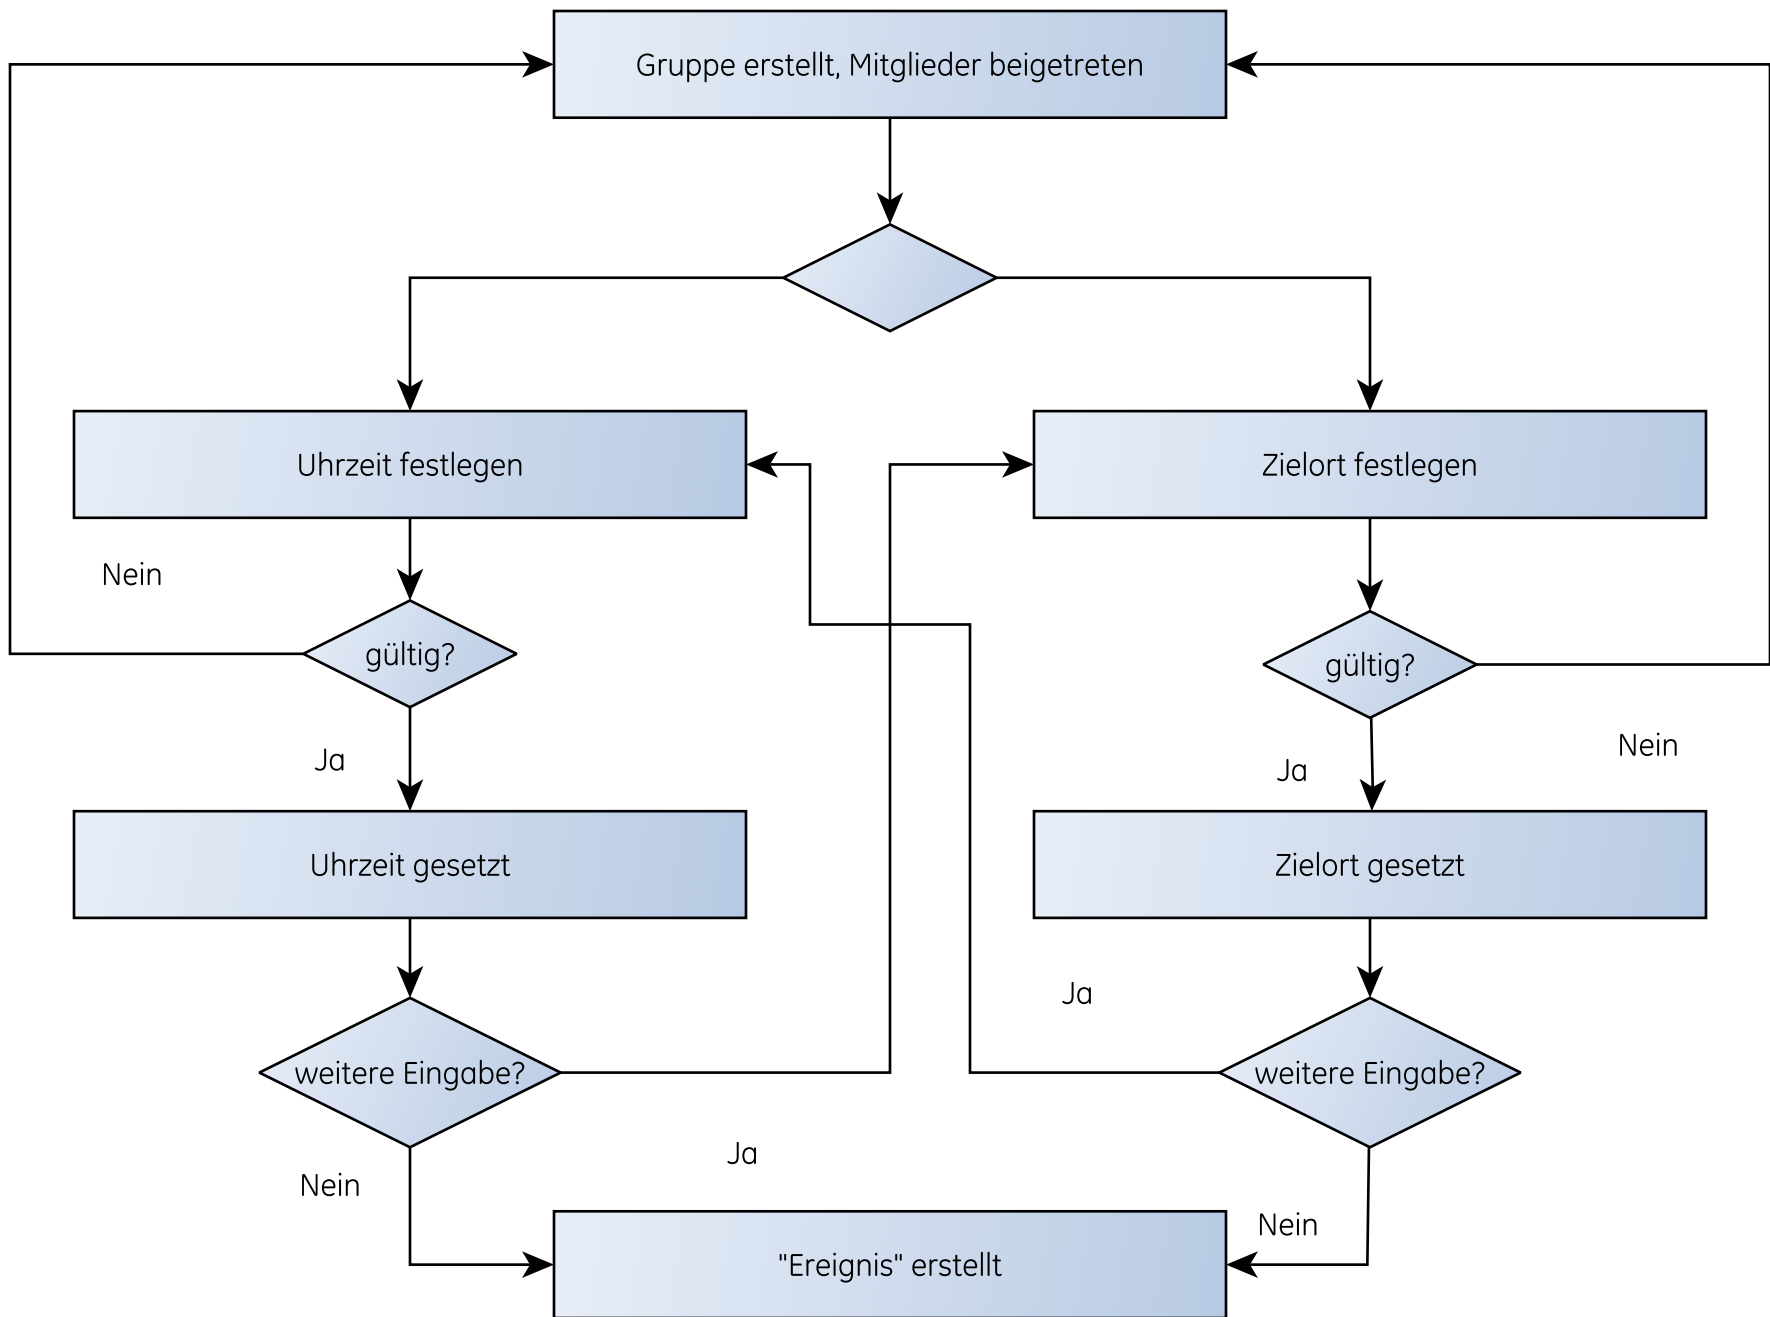 Gruppe erstellt, Mitglieder beigetreten
Uhrzeit festlegen
Zielort festlegen
Nein
gültig?
gültig?
Nein
Ja
Ja
Uhrzeit gesetzt
Zielort gesetzt
Ja
weitere Eingabe?
weitere Eingabe?
Ja
Nein
Nein
"Ereignis" erstellt